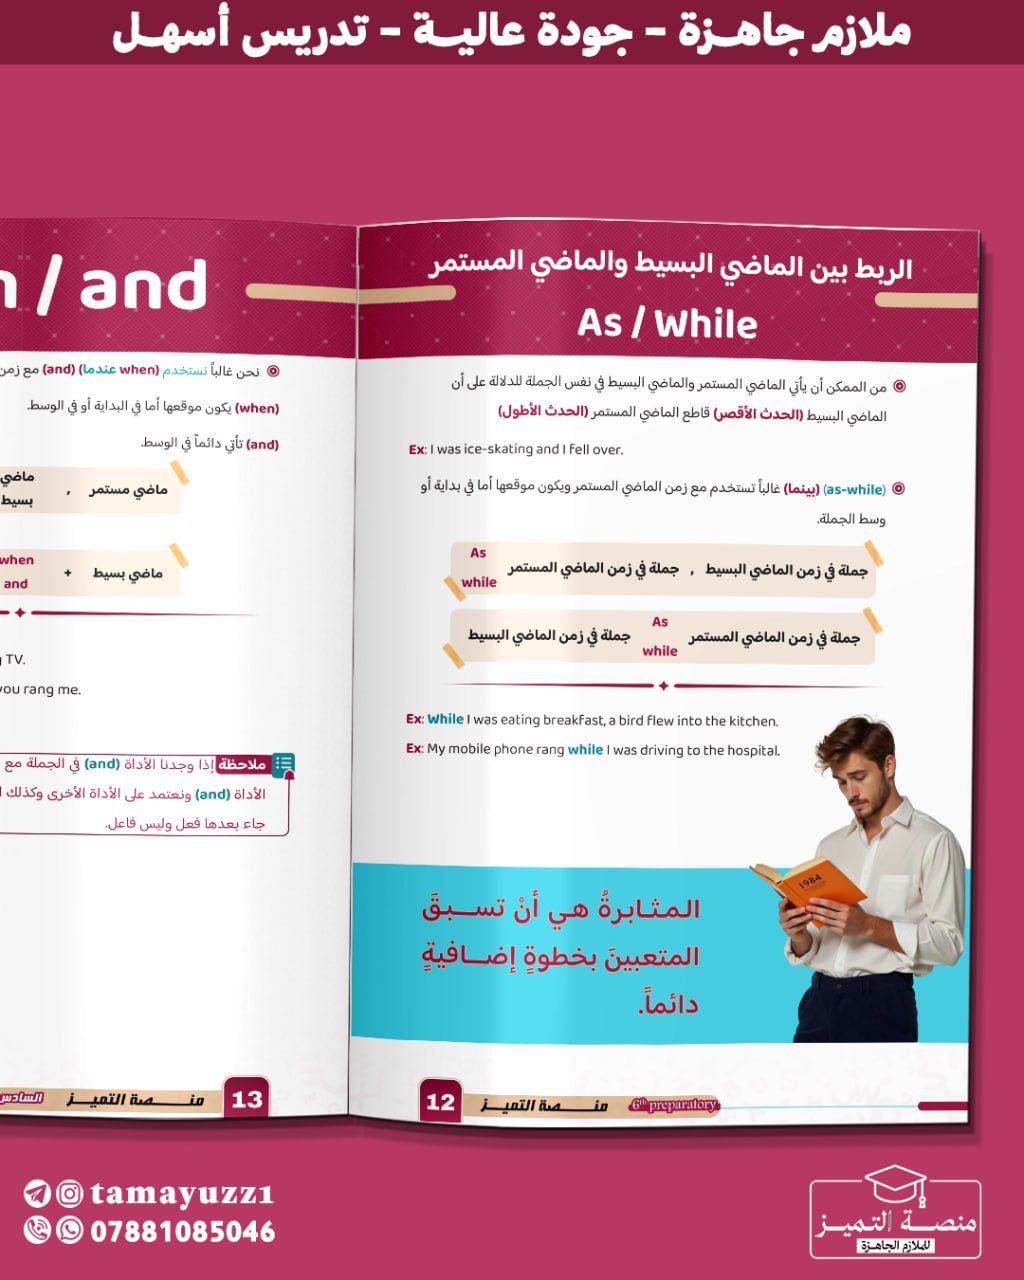 ملازم جاهزة - جودة عالية - تدريس أسهل
الربط بين الماضي البسيط والماضي المستمر
As / While
من الممكن أن يأتي الماضي المستمر والماضي البسيط في نفس الجملة للدلالة على أن
الماضي البسيط (الحدث الأقصر) قاطع الماضي المستمر (الحدث الأطول)
Ex: I was ice-skating and I fell over.
(as-while) (بينما) غالباً تستخدم مع زمن الماضي المستمر ويكون موقعها أما في بداية أو
وسط الجملة.
As
while
جملة في زمن الماضي المستمر , جملة في زمن الماضي البسيط
جملة في زمن الماضي المستمر
As
while
جملة في زمن الماضي البسيط
Ex: While I was eating breakfast, a bird flew into the kitchen.
Ex: My mobile phone rang while I was driving to the hospital.
1984
المثابرةُ هي أنْ تسبقَ
المتعبينَ بخطوةٍ إضافيةٍ
دائماً.
12 منصة التميز 6th preparatory
/ and
نحن غالباً نستخدم (when عندما) (and) مع زمن
(when) يكون موقعها أما في البداية أو في الوسط.
(and) تأتي دائماً في الوسط.
ماضي مستمر , ماضي
بسيط
ماضي بسيط +
when
and
TV.
you rang me.
ملاحظة إذا وجدنا الأداة (and) في الجملة مع
الأداة (and) ونعتمد على الأداة الأخرى وكذلك
جاء بعدها فعل وليس فاعل.
13 منصة التميز السادس
tamayuzz1
07881085046
منصة التميز
للملازم الجاهزة